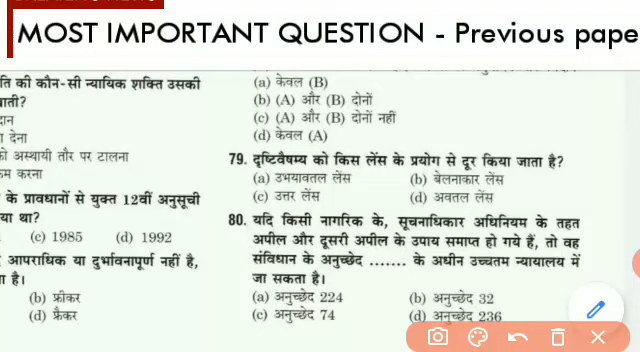 MOST IMPORTANT QUESTION - Previous pape
ति की कौन-सी न्यायिक शक्ति उसकी
देना
अस्थायी तौर पर टालना
करना
के प्रावधानों से युक्त 12वीं अनुसूची
या था?
(c) 1985 (d) 1992
आपराधिक या दुर्भावनापूर्ण नहीं है,
है।
(b) फ्रीकर
(d) फ्रैकर
(a) केवल (B)
(b) (A) और (B) दोनों
(c) (A) और (B) दोनों नहीं
(d) केवल (A)
79. दृष्टिवैषम्य को किस लेंस के प्रयोग से दूर किया जाता है?
(a) उभयावतल लेंस (b) बेलनाकार लेंस
(c) उत्तर लेंस (d) अवतल लेंस
80. यदि किसी नागरिक के, सूचनाधिकार अधिनियम के तहत
अपील और दूसरी अपील के उपाय समाप्त हो गये हैं, तो वह
संविधान के अनुच्छेद ....... के अधीन उच्चतम न्यायालय में
जा सकता है।
(a) अनुच्छेद 224 (b) अनुच्छेद 32
(c) अनुच्छेद 74 (d) अनुच्छेद 236